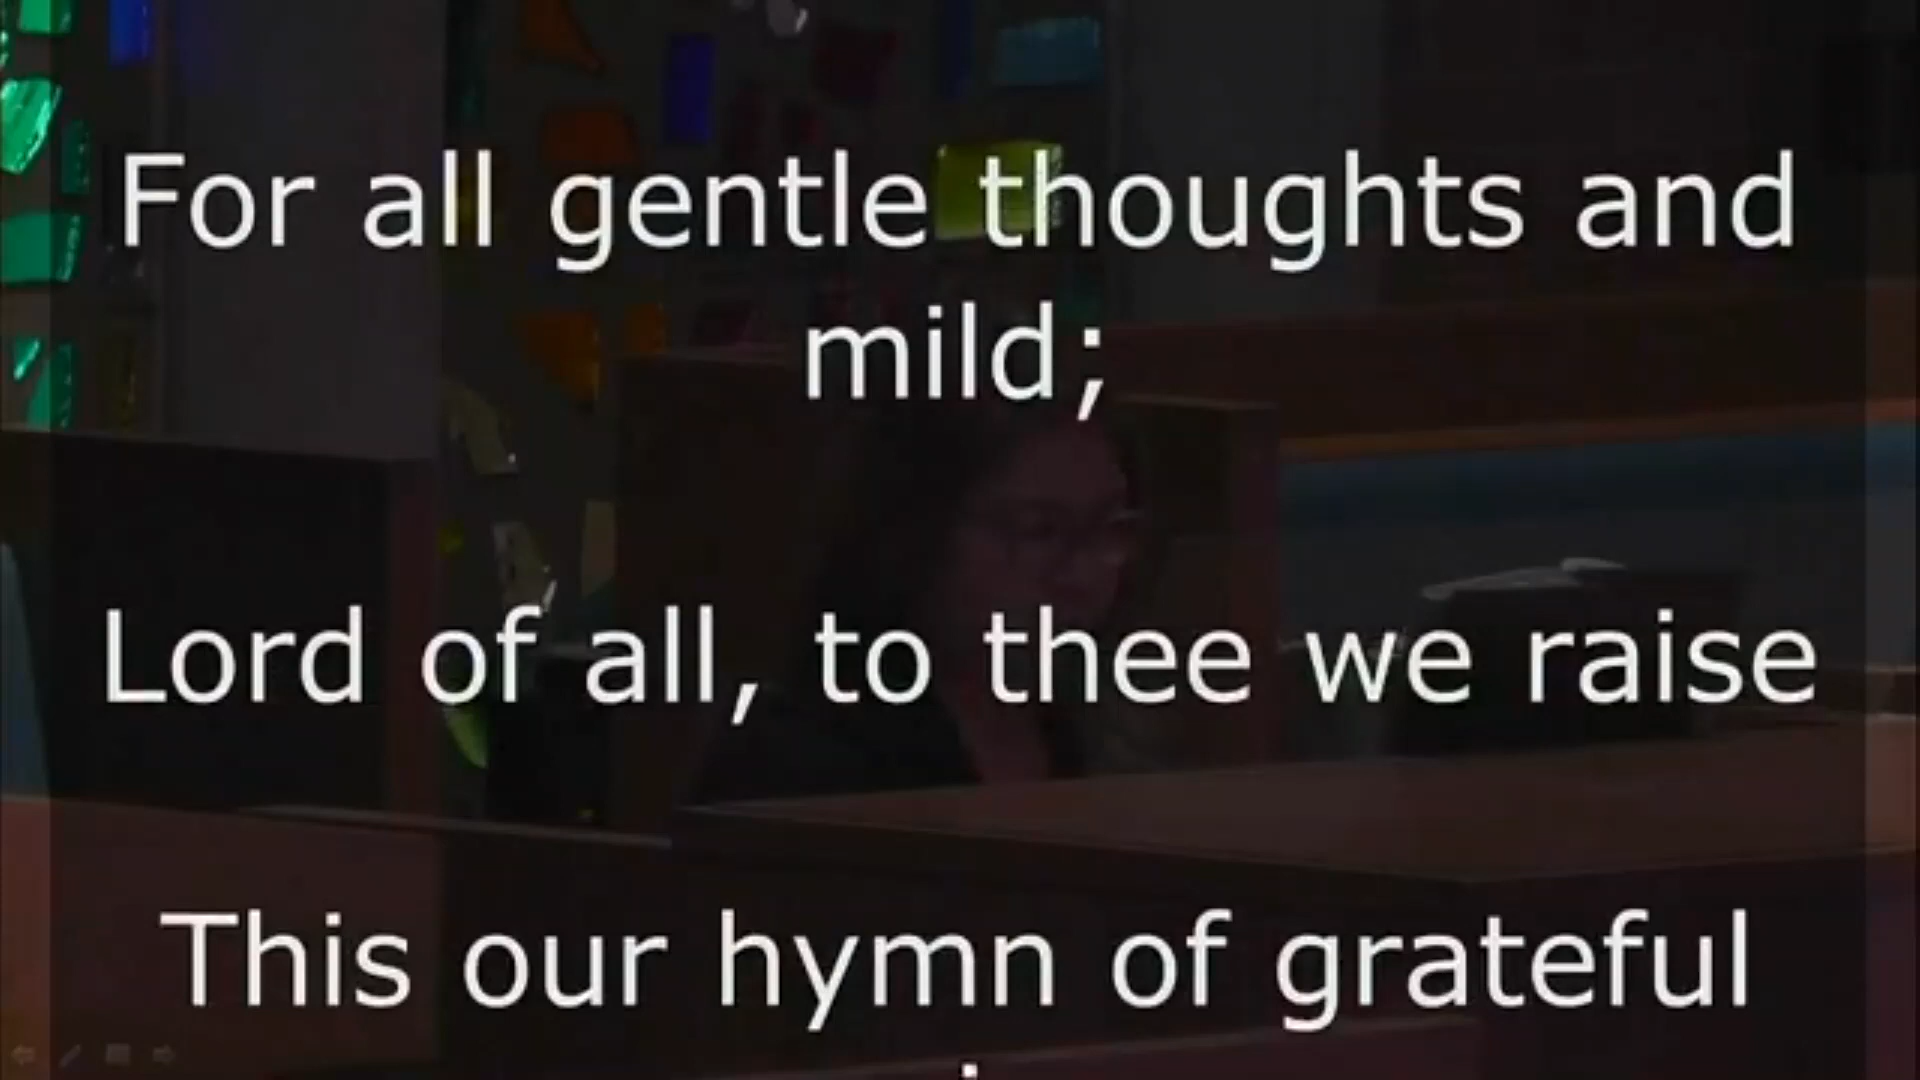 For all gentle thoughts and
mild;
Lord of all, to thee we raise
This our hymn of grateful